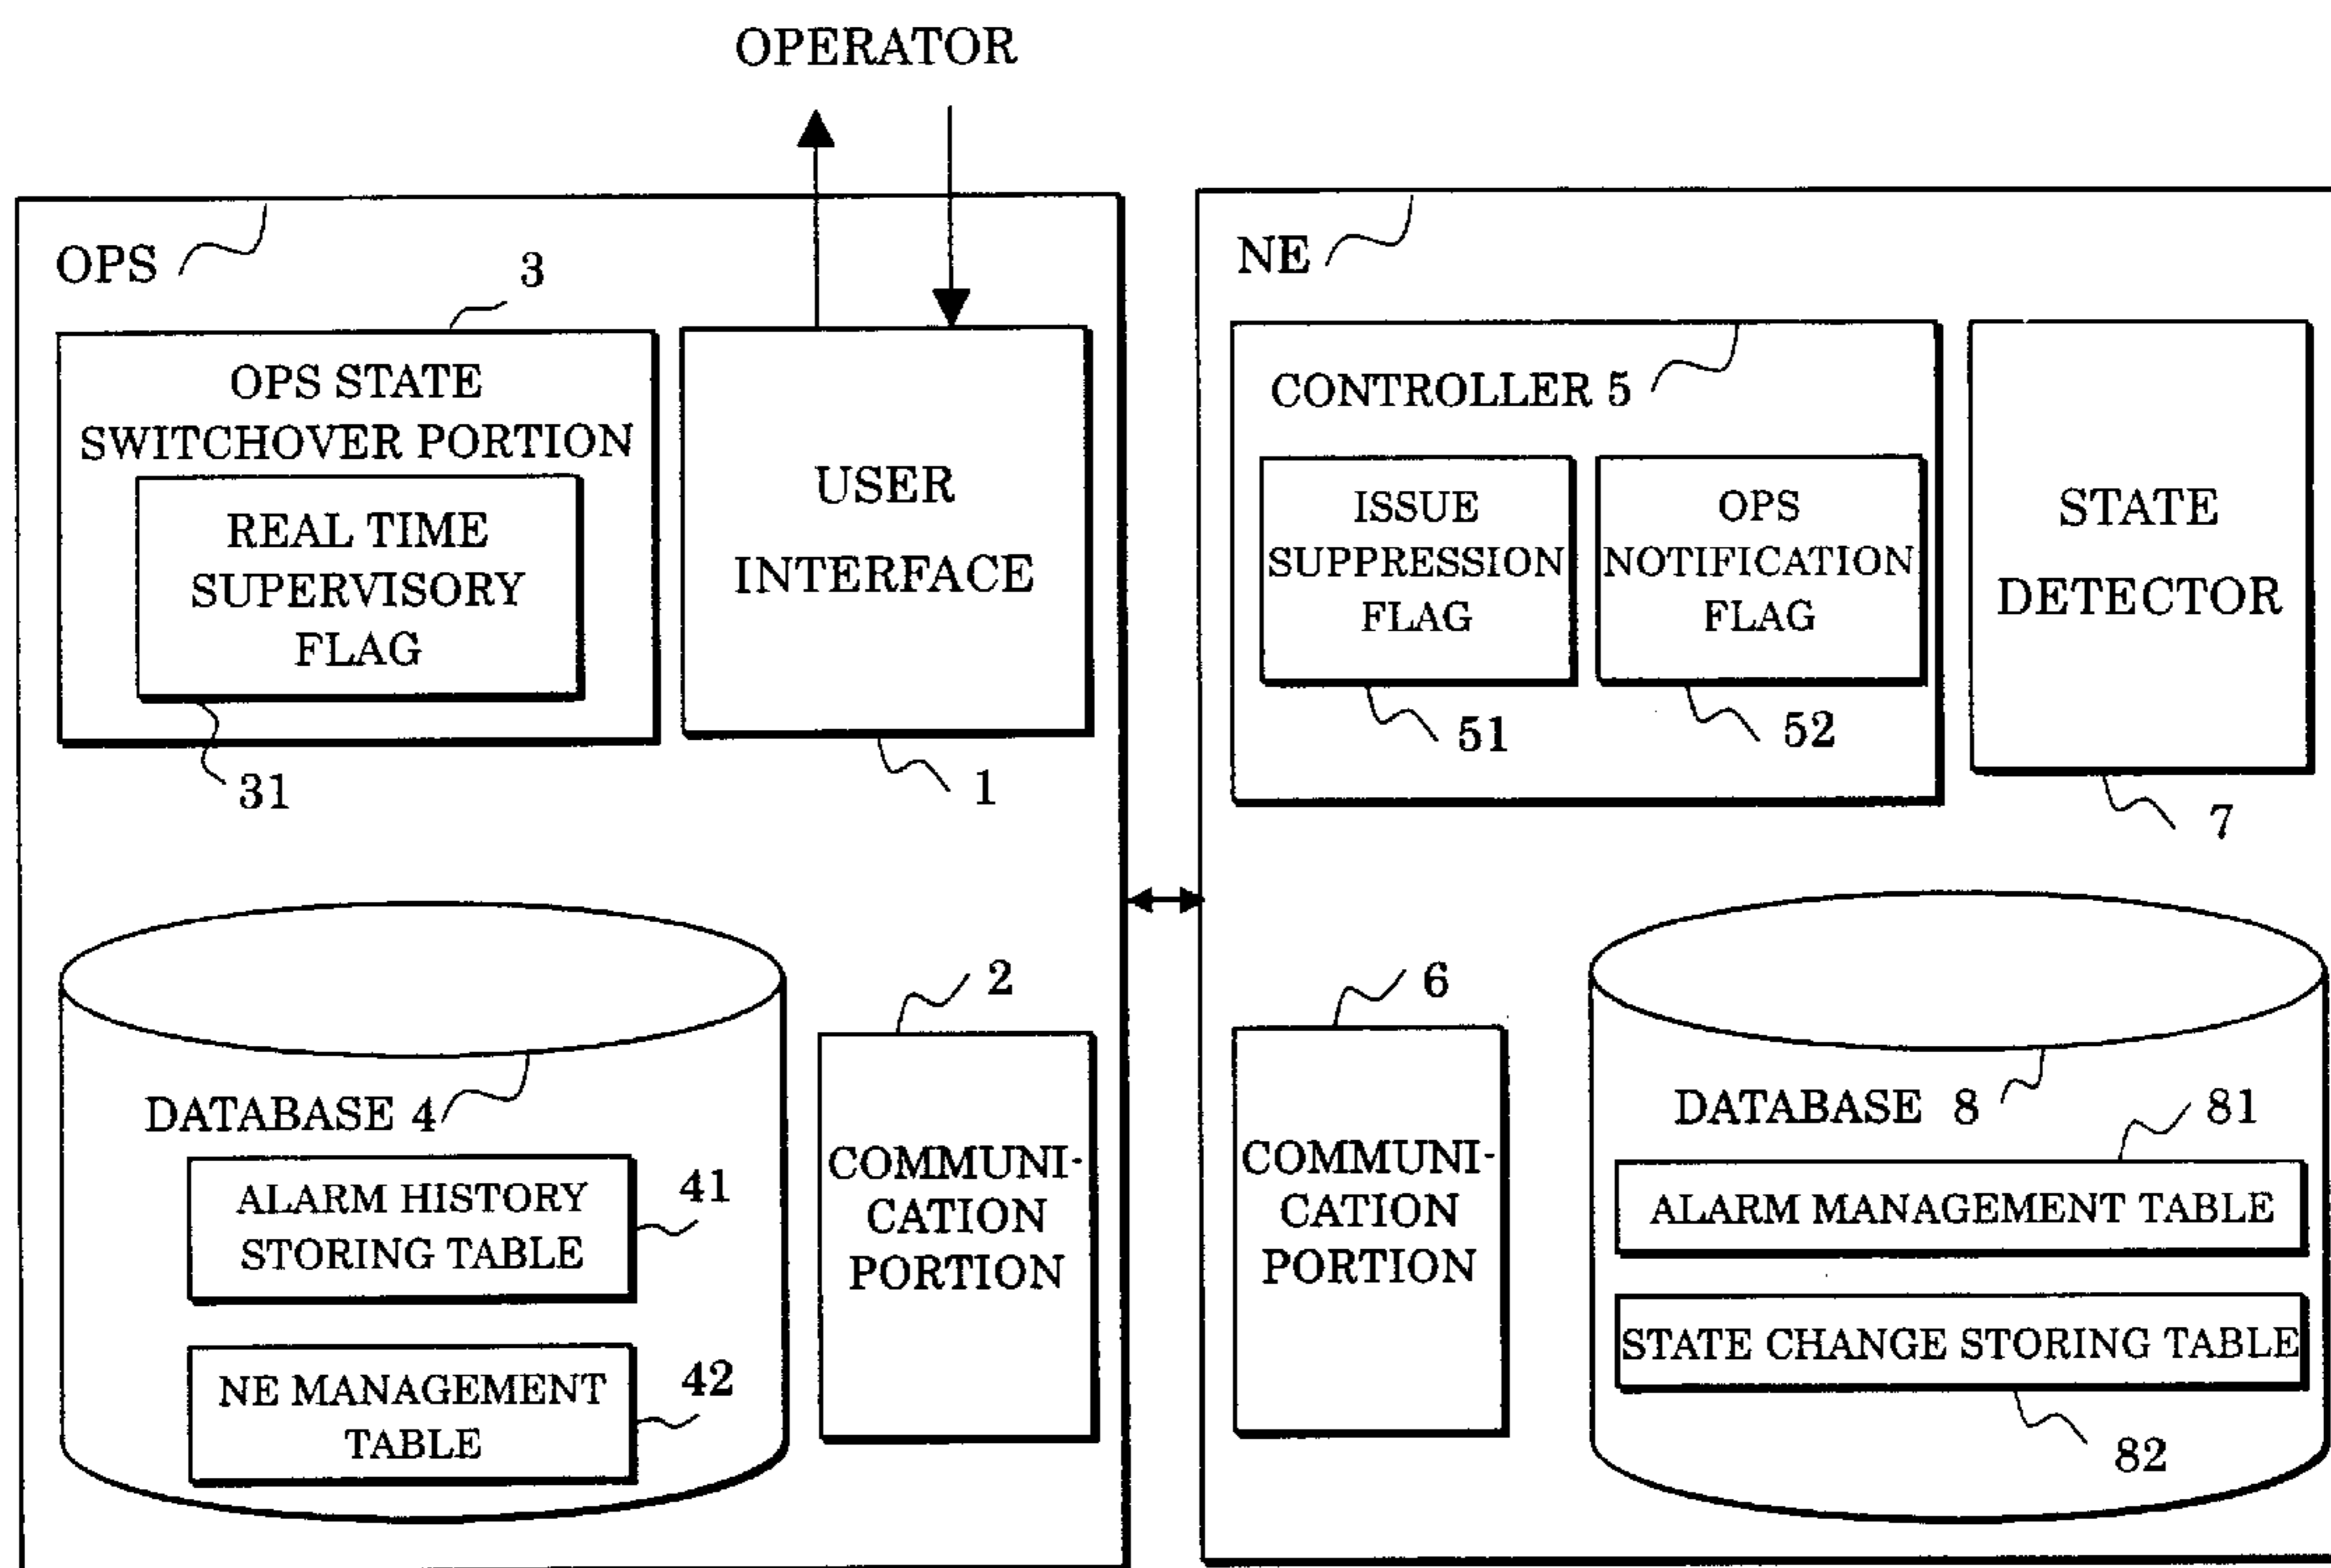 OPERATOR
OPS
3
OPS STATE
SWITCHOVER PORTION
REAL TIME
SUPERVISORY
FLAG
31
USER
INTERFACE
1
DATABASE 4
ALARM HISTORY
STORING TABLE
41
NE MANAGEMENT
TABLE
42
2
COMMUNI-
CATION
PORTION
NE
CONTROLLER 5
ISSUE
SUPPRESSION
FLAG
51
OPS
NOTIFICATION
FLAG
52
STATE
DETECTOR
7
6
COMMUNI-
CATION
PORTION
DATABASE 8
81
ALARM MANAGEMENT TABLE
STATE CHANGE STORING TABLE
82